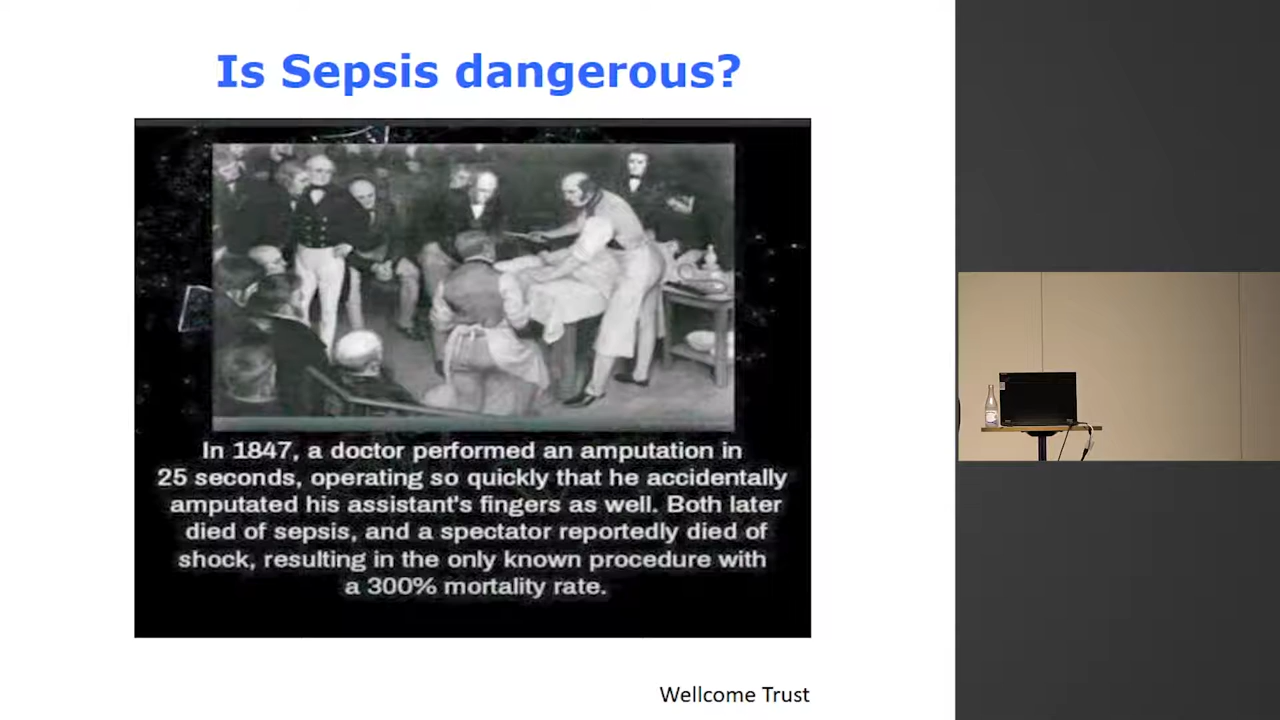 Is Sepsis dangerous?
In 1847, a doctor performed an amputation in
25 seconds, operating so quickly that he accidentally
amputated his assistant's fingers as well. Both later
died of sepsis, and a spectator reportedly died of
shock, resulting in the only known procedure with
a 300% mortality rate.
Wellcome Trust